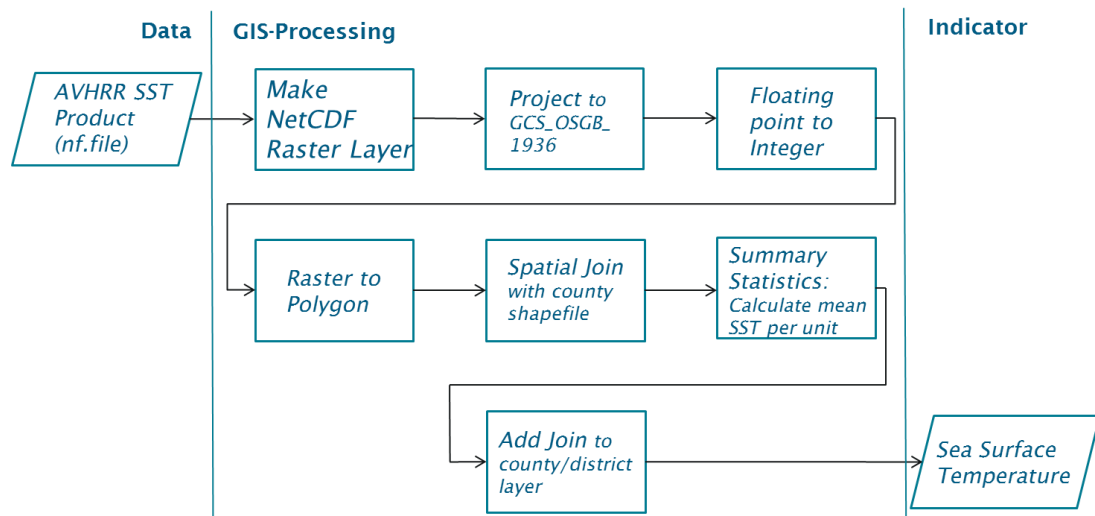 Data
GIS-Processing
Indicator
AVHRR SST
Product
(nf.file)
Make
NetCDF
Raster Layer
Project to
GCS_OSGB_
1936
Floating
point to
Integer
Raster to
Polygon
Spatial Join
with county
shapefile
Summary
Statistics:
Calculate mean
SST per unit
Add Join to
county/district
layer
Sea Surface
Temperature